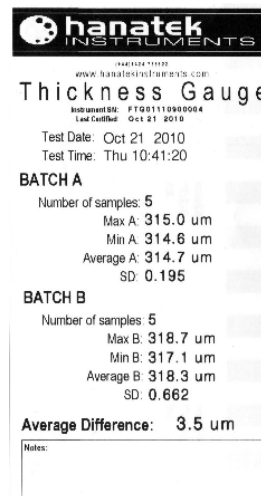 hanatek
INSTRUMENTS
www.hanatekinstruments.com
Thickness Gauge
Instrument SN: FTG01110900004
Last Certified Oct 21 2010
Test Date: Oct 21 2010
Test Time: Thu 10:41:20
BATCH A
Number of samples: 5
Max A: 315.0 um
Min A: 314.6 um
Average A: 314.7 um
SD: 0.195
BATCH B
Number of samples: 5
Max B: 318.7 um
Min B: 317.1 um
Average B: 318.3 um
SD: 0.662
Average Difference: 3.5 um
Notes: